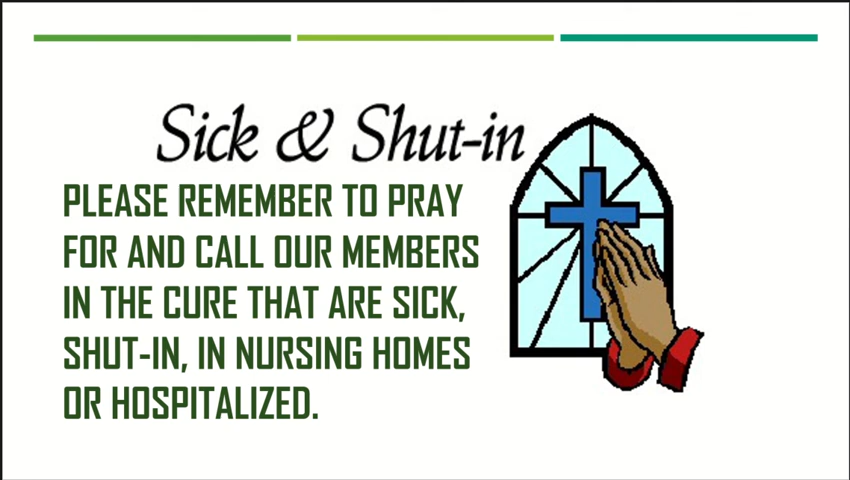 Sick & Shut-in
PLEASE REMEMBER TO PRAY
FOR AND CALL OUR MEMBERS
IN THE CURE THAT ARE SICK,
SHUT-IN, IN NURSING HOMES
OR HOSPITALIZED.